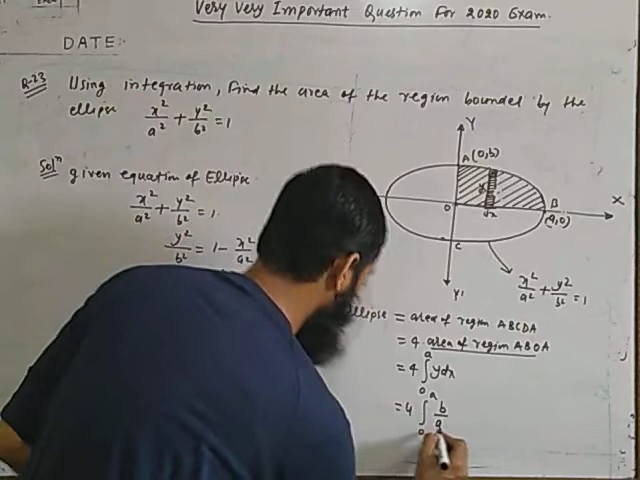 Very Very Important Question For 2020 Exam.
DATE:-
Q.23 Using integration, find the area of the region bounded by the
ellipse x²/a² + y²/b² = 1
Solⁿ given equation of Ellipse
x²/a² + y²/b² = 1.
y²/b² = 1 - x²/a²
Y
A (0,b)
y
O
dx
B
(a,0)
X
C
Y'
x²/a² + y²/b² = 1
Ellipse = area of region ABCDA
= 4 area of region ABOA
= 4 ∫₀ᵃ ydx
= 4 ∫₀ᵃ b/a